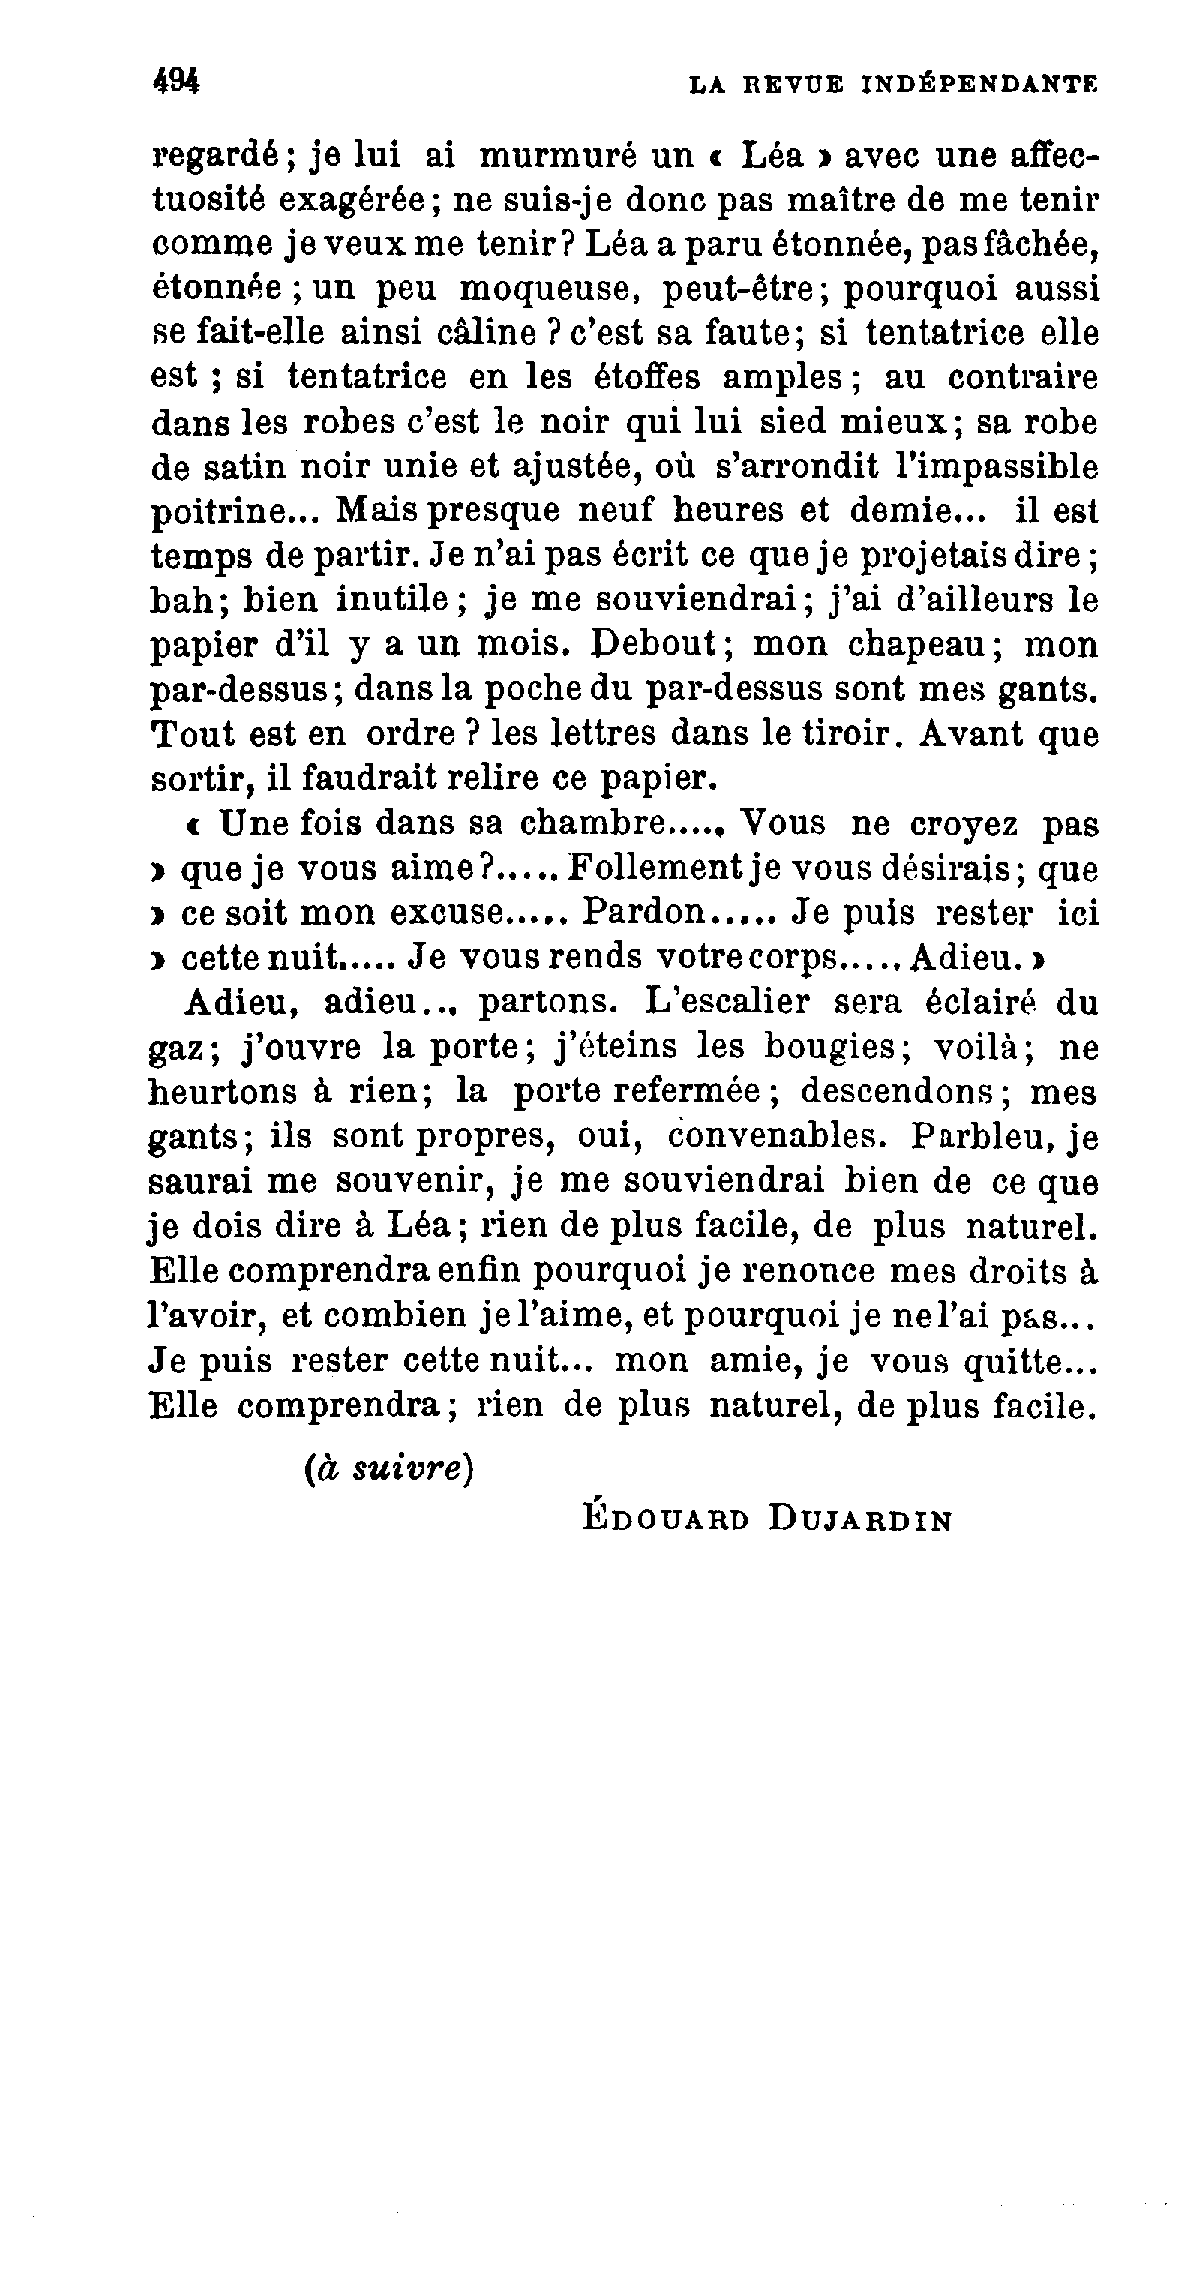 494 LA REVUE INDÉPENDANTE
regardé; je lui ai murmuré un « Léa » avec une affec-
tuosité exagérée; ne suis-je donc pas maître de me tenir
comme je veux me tenir? Léa a paru étonnée, pas fâchée,
étonnée ; un peu moqueuse, peut-être; pourquoi aussi
se fait-elle ainsi câline ? c'est sa faute; si tentatrice elle
est ; si tentatrice en les étoffes amples; au contraire
dans les robes c'est le noir qui lui sied mieux; sa robe
de satin noir unie et ajustée, où s'arrondit l'impassible
poitrine... Mais presque neuf heures et demie... il est
temps de partir. Je n'ai pas écrit ce que je projetais dire;
bah; bien inutile; je me souviendrai; j'ai d'ailleurs le
papier d'il y a un mois. Debout; mon chapeau; mon
par-dessus; dans la poche du par-dessus sont mes gants.
Tout est en ordre ? les lettres dans le tiroir. Avant que
sortir, il faudrait relire ce papier.
« Une fois dans sa chambre..... Vous ne croyez pas
» que je vous aime?..... Follement je vous désirais; que
» ce soit mon excuse..... Pardon..... Je puis rester ici
» cette nuit..... Je vous rends votre corps..... Adieu. »
Adieu, adieu... partons. L'escalier sera éclairé du
gaz; j'ouvre la porte; j'éteins les bougies; voilà; ne
heurtons à rien; la porte refermée; descendons; mes
gants; ils sont propres, oui, convenables. Parbleu, je
saurai me souvenir, je me souviendrai bien de ce que
je dois dire à Léa; rien de plus facile, de plus naturel.
Elle comprendra enfin pourquoi je renonce mes droits à
l'avoir, et combien je l'aime, et pourquoi je ne l'ai pas...
Je puis rester cette nuit... mon amie, je vous quitte...
Elle comprendra; rien de plus naturel, de plus facile.
(à suivre)
ÉDOUARD DUJARDIN